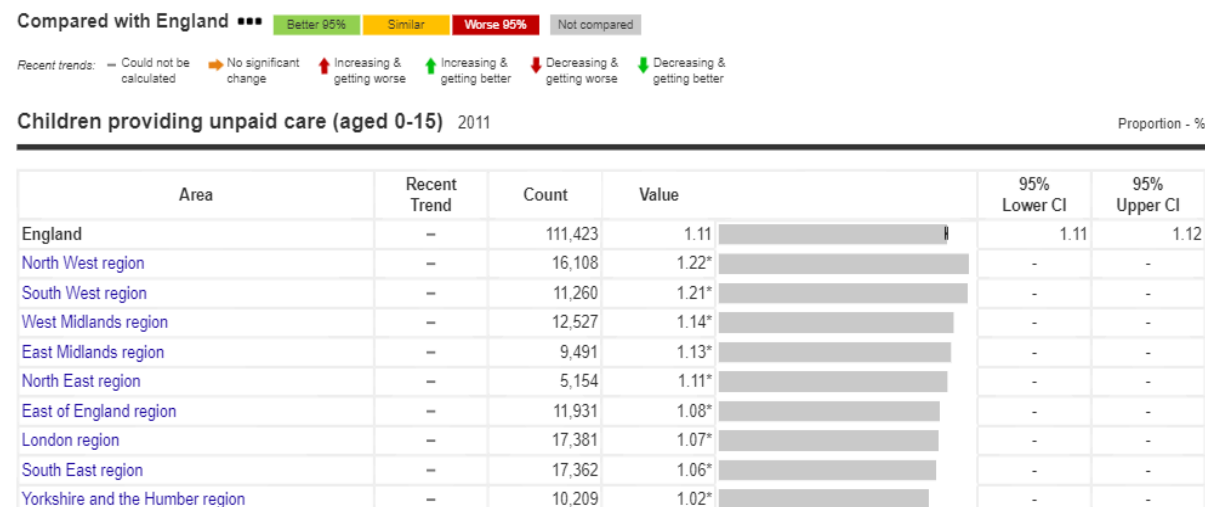 Compared with England ••• Better 95% Similar Worse 95% Not compared
Recent trends: – Could not be calculated No significant change Increasing & getting worse Increasing & getting better Decreasing & getting worse Decreasing & getting better
Children providing unpaid care (aged 0-15) 2011 Proportion - %
Area Recent Trend Count Value 95% Lower CI 95% Upper CI
England – 111,423 1.11 1.11 1.12
North West region – 16,108 1.22* - -
South West region – 11,260 1.21* - -
West Midlands region – 12,527 1.14* - -
East Midlands region – 9,491 1.13* - -
North East region – 5,154 1.11* - -
East of England region – 11,931 1.08* - -
London region – 17,381 1.07* - -
South East region – 17,362 1.06* - -
Yorkshire and the Humber region – 10,209 1.02* - -